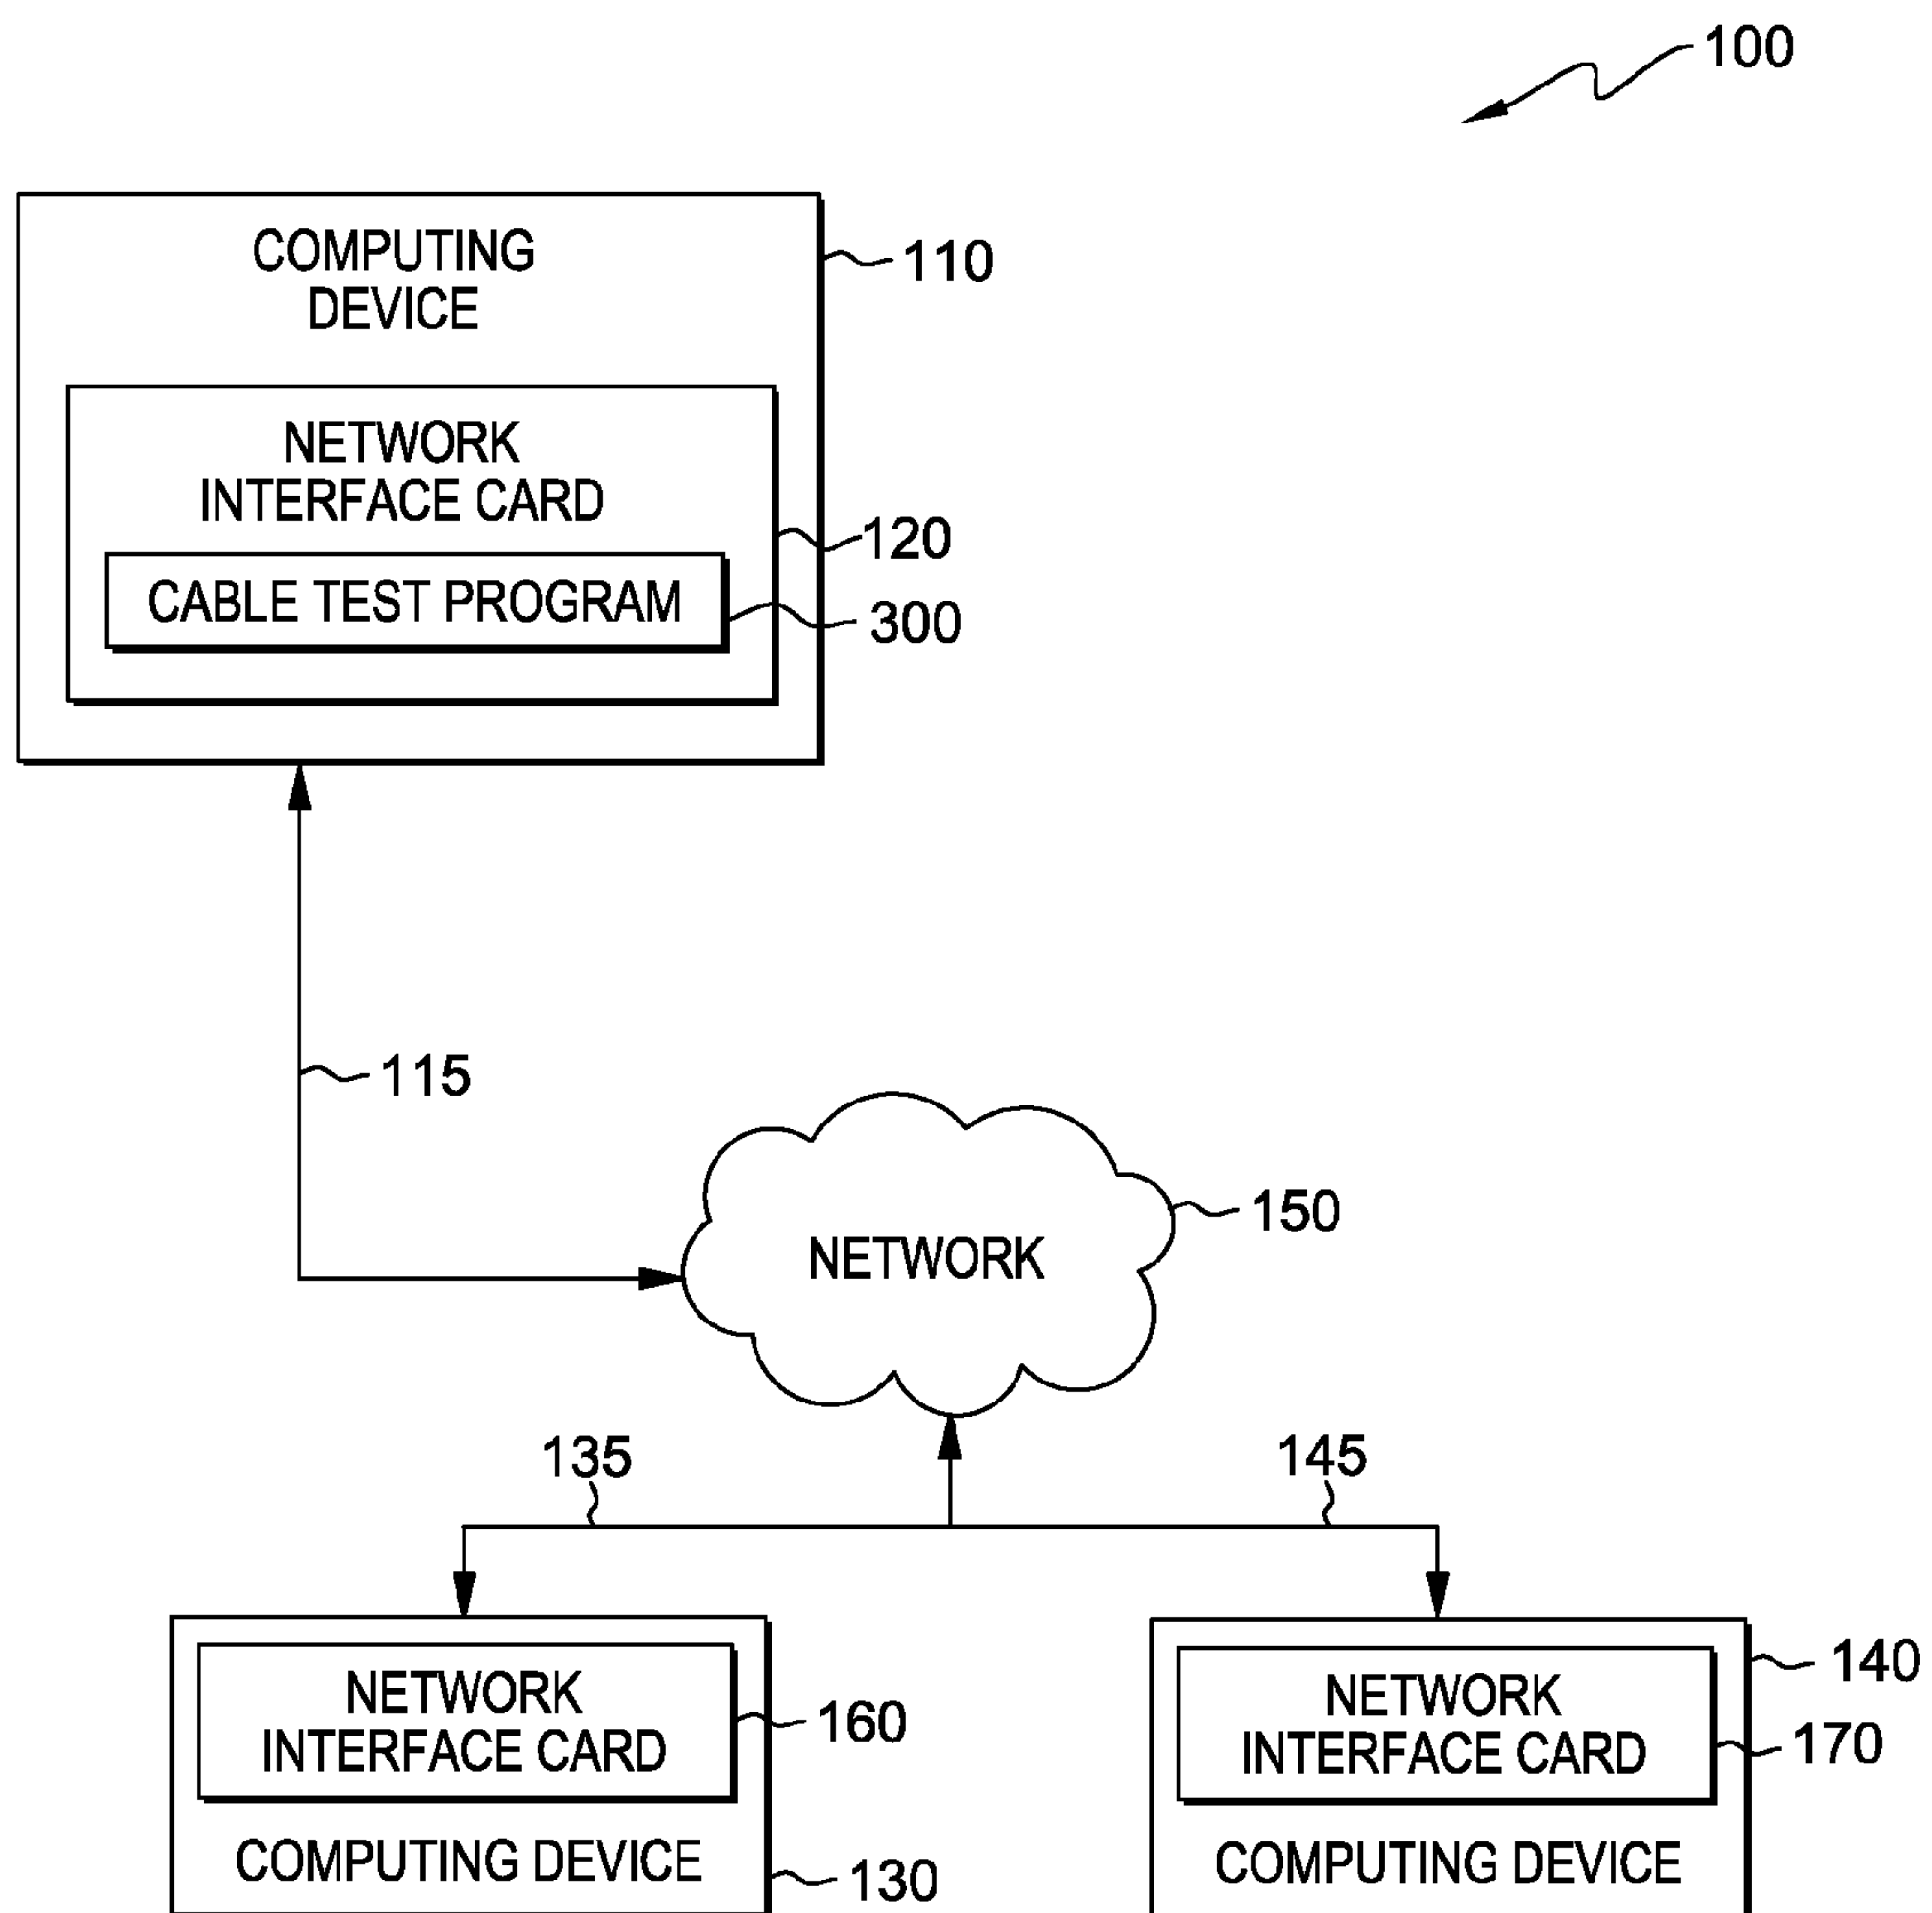 100
COMPUTING
DEVICE
110
NETWORK
INTERFACE CARD
120
CABLE TEST PROGRAM
300
115
150
NETWORK
135
145
NETWORK
INTERFACE CARD
160
COMPUTING DEVICE
130
140
NETWORK
INTERFACE CARD
170
COMPUTING DEVICE